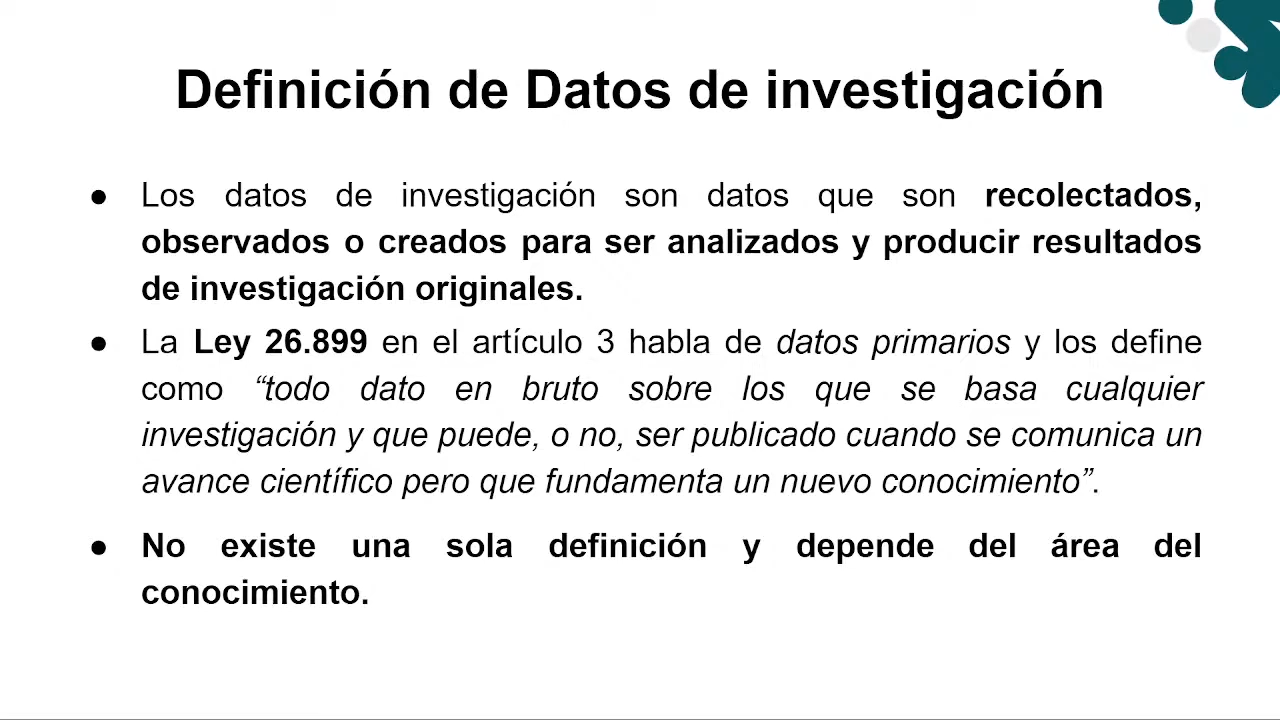 Definición de Datos de investigación
● Los datos de investigación son datos que son recolectados,
observados o creados para ser analizados y producir resultados
de investigación originales.
● La Ley 26.899 en el artículo 3 habla de datos primarios y los define
como “todo dato en bruto sobre los que se basa cualquier
investigación y que puede, o no, ser publicado cuando se comunica un
avance científico pero que fundamenta un nuevo conocimiento”.
● No existe una sola definición y depende del área del
conocimiento.